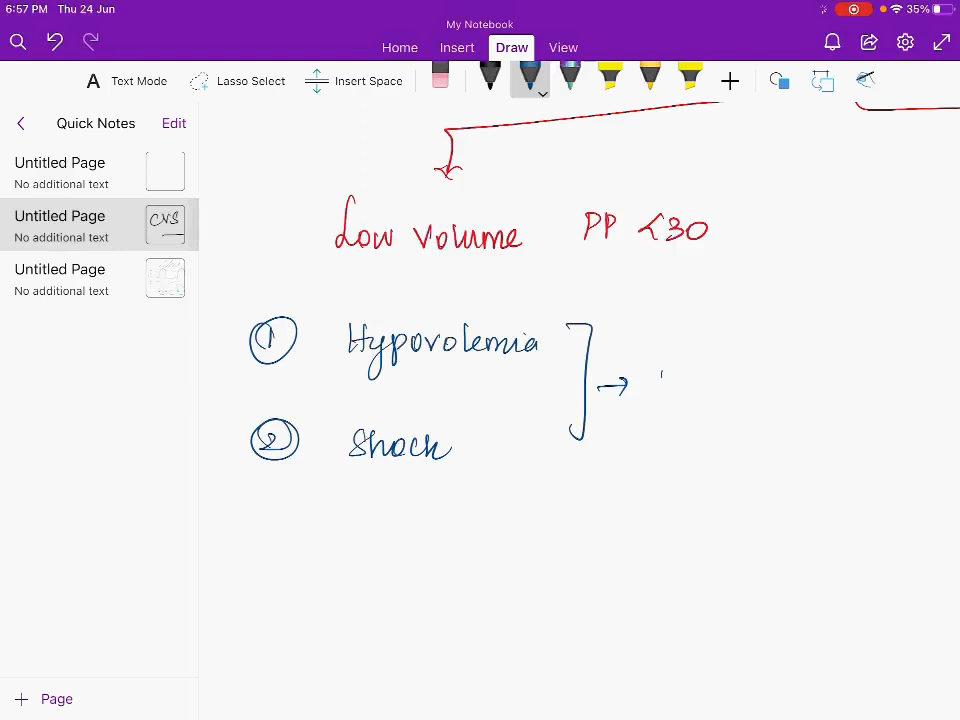 6:57 PM Thu 24 Jun 35%
My Notebook
Home Insert Draw View
A Text Mode Lasso Select Insert Space
Quick Notes Edit
Untitled Page
No additional text
Untitled Page
No additional text
CNS
Untitled Page
No additional text
Low volume PP <30
1 Hypovolemia
2 Shock
+ Page